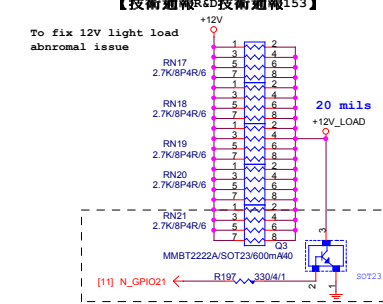 【技術通報R&D技術通報153】
+12V
To fix 12V light load
abnromal issue
1 2
3 4
RN17 5 6
2.7K/8P4R/6 7 8
1 2
3 4
RN18 5 6
2.7K/8P4R/6 7 8
20 mils
+12V_LOAD
1 2
3 4
RN19 5 6
2.7K/8P4R/6 7 8
1 2
3 4
RN20 5 6
2.7K/8P4R/6 7 8
1 2
RN21 3 4
2.7K/8P4R/6 5 6
7 8
Q3
MMBT2222A/SOT23/600mA/40
3
SOT23
[11] N_GPIO21
R197 330/4/1
2 1